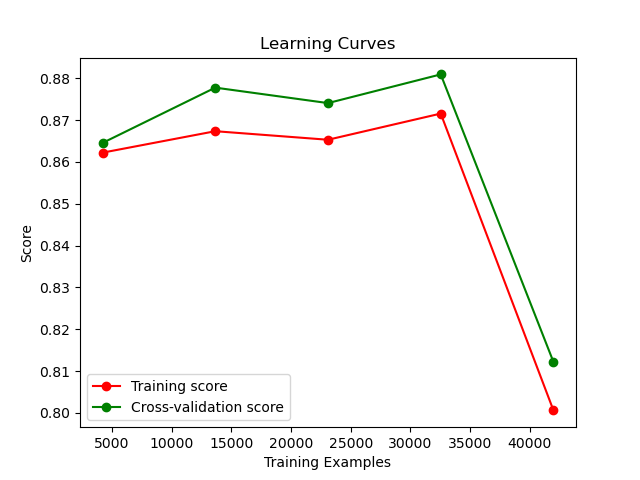 Learning Curves
0.88
0.87
0.86
0.85
0.84
0.83
0.82
0.81
0.80
Score
Training score
Cross-validation score
5000 10000 15000 20000 25000 30000 35000 40000
Training Examples